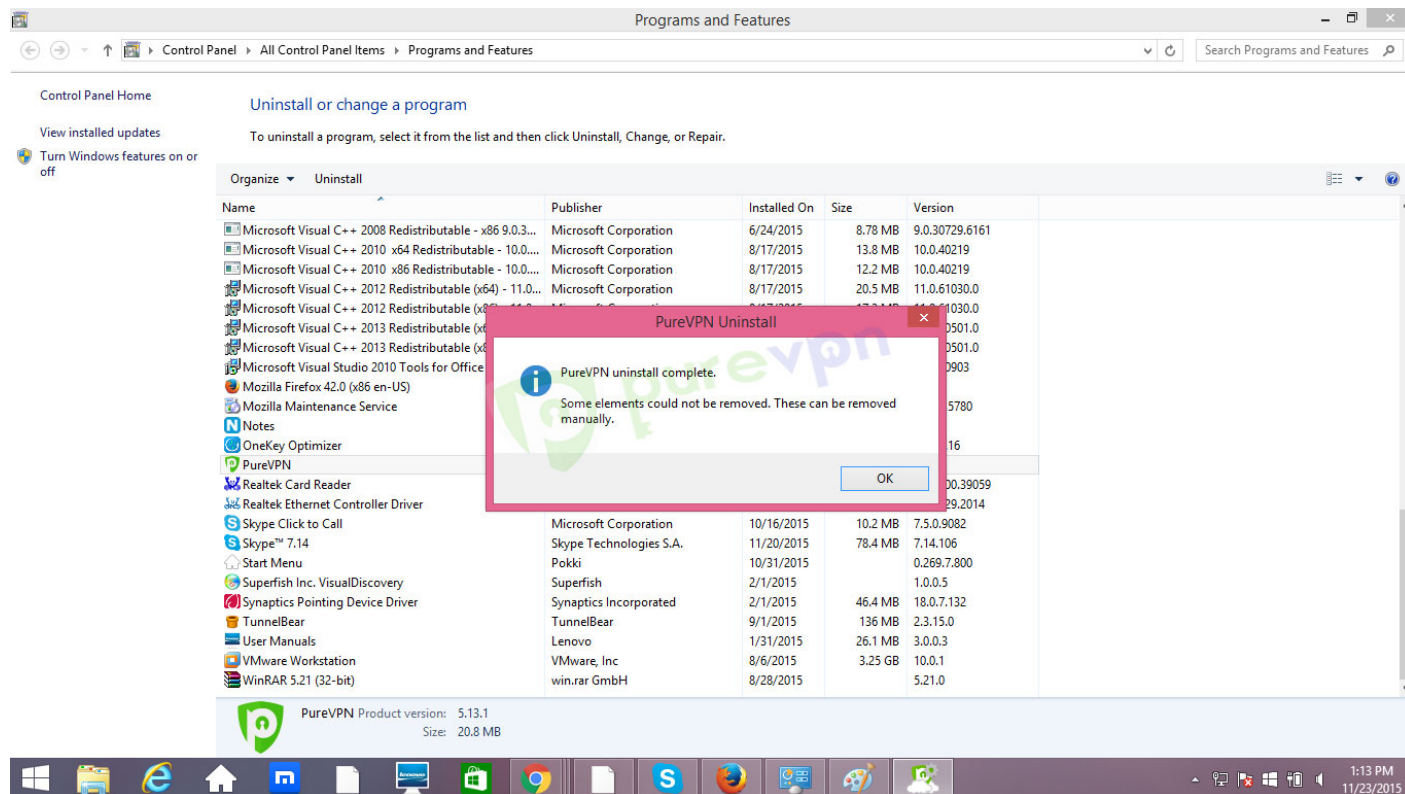 Programs and Features
Control Panel All Control Panel Items Programs and Features
Search Programs and Features
Control Panel Home
View installed updates
Turn Windows features on or
off
Uninstall or change a program
To uninstall a program, select it from the list and then click Uninstall, Change, or Repair.
Organize Uninstall
Name Publisher Installed On Size Version
Microsoft Visual C++ 2008 Redistributable - x86 9.0.3... Microsoft Corporation 6/24/2015 8.78 MB 9.0.30729.6161
Microsoft Visual C++ 2010 x64 Redistributable - 10.0.... Microsoft Corporation 8/17/2015 13.8 MB 10.0.40219
Microsoft Visual C++ 2010 x86 Redistributable - 10.0.... Microsoft Corporation 8/17/2015 12.2 MB 10.0.40219
Microsoft Visual C++ 2012 Redistributable (x64) - 11.0... Microsoft Corporation 8/17/2015 20.5 MB 11.0.61030.0
Microsoft Visual C++ 2012 Redistributable
Microsoft Visual C++ 2013 Redistributable
Microsoft Visual C++ 2013 Redistributable
Microsoft Visual Studio 2010 Tools for Office
Mozilla Firefox 42.0 (x86 en-US)
Mozilla Maintenance Service
Notes
OneKey Optimizer
PureVPN
Realtek Card Reader
Realtek Ethernet Controller Driver
PureVPN Uninstall
PureVPN uninstall complete.
Some elements could not be removed. These can be removed
manually.
OK
purevpn
Skype Click to Call Microsoft Corporation 10/16/2015 10.2 MB 7.5.0.9082
Skype™ 7.14 Skype Technologies S.A. 11/20/2015 78.4 MB 7.14.106
Start Menu Pokki 10/31/2015 0.269.7.800
Superfish Inc. VisualDiscovery Superfish 2/1/2015 1.0.0.5
Synaptics Pointing Device Driver Synaptics Incorporated 2/1/2015 46.4 MB 18.0.7.132
TunnelBear TunnelBear 9/1/2015 136 MB 2.3.15.0
User Manuals Lenovo 1/31/2015 26.1 MB 3.0.0.3
VMware Workstation VMware, Inc 8/6/2015 3.25 GB 10.0.1
WinRAR 5.21 (32-bit) win.rar GmbH 8/28/2015 5.21.0
PureVPN Product version: 5.13.1
Size: 20.8 MB
1:13 PM
11/23/2015